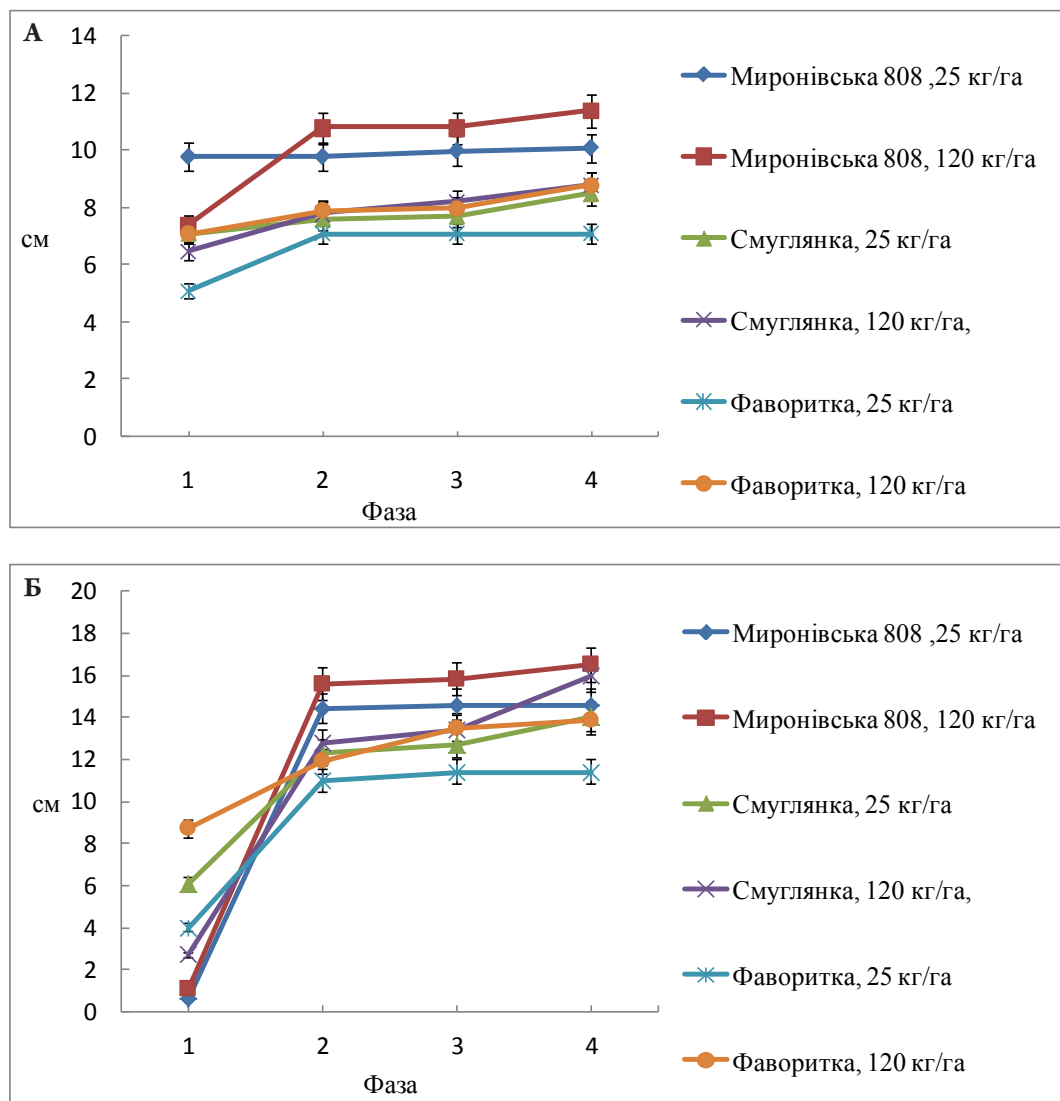 А
14
12
10
8
6
4
2
0
см
1 2 3 4
Фаза
Миронівська 808 ,25 кг/га
Миронівська 808, 120 кг/га
Смуглянка, 25 кг/га
Смуглянка, 120 кг/га,
Фаворитка, 25 кг/га
Фаворитка, 120 кг/га
Б
20
18
16
14
12
10
8
6
4
2
0
см
1 2 3 4
Фаза
Миронівська 808 ,25 кг/га
Миронівська 808, 120 кг/га
Смуглянка, 25 кг/га
Смуглянка, 120 кг/га,
Фаворитка, 25 кг/га
Фаворитка, 120 кг/га